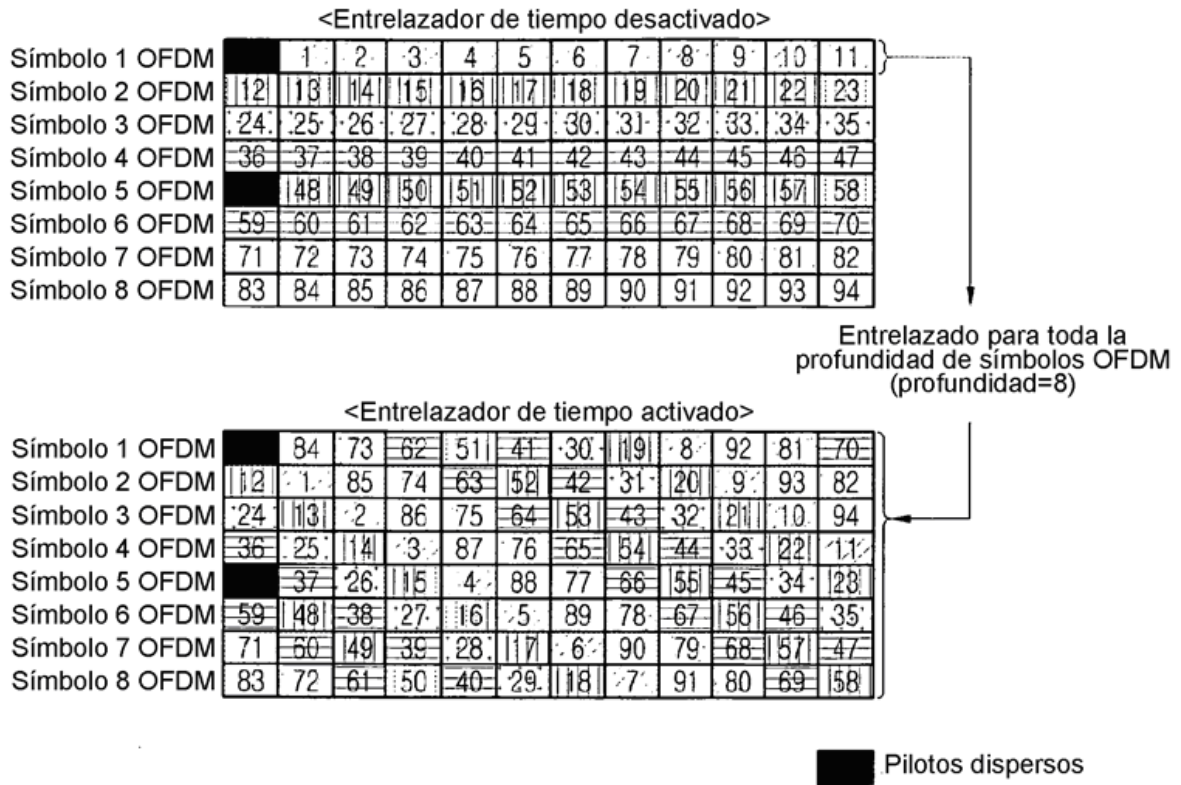 <Entrelazador de tiempo desactivado>
Símbolo 1 OFDM 1 2 3 4 5 6 7 8 9 10 11
Símbolo 2 OFDM 12 13 14 15 16 17 18 19 20 21 22 23
Símbolo 3 OFDM 24 25 26 27 28 29 30 31 32 33 34 35
Símbolo 4 OFDM 36 37 38 39 40 41 42 43 44 45 46 47
Símbolo 5 OFDM 48 49 50 51 52 53 54 55 56 57 58
Símbolo 6 OFDM 59 60 61 62 63 64 65 66 67 68 69 70
Símbolo 7 OFDM 71 72 73 74 75 76 77 78 79 80 81 82
Símbolo 8 OFDM 83 84 85 86 87 88 89 90 91 92 93 94
Entrelazado para toda la
profundidad de símbolos OFDM
(profundidad=8)
<Entrelazador de tiempo activado>
Símbolo 1 OFDM 84 73 62 51 41 30 19 8 92 81 70
Símbolo 2 OFDM 12 1 85 74 63 52 42 31 20 9 93 82
Símbolo 3 OFDM 24 13 2 86 75 64 53 43 32 21 10 94
Símbolo 4 OFDM 36 25 14 3 87 76 65 54 44 33 22 11
Símbolo 5 OFDM 37 26 15 4 88 77 66 55 45 34 23
Símbolo 6 OFDM 59 48 38 27 16 5 89 78 67 56 46 35
Símbolo 7 OFDM 71 60 49 39 28 17 6 90 79 68 57 47
Símbolo 8 OFDM 83 72 61 50 40 29 18 7 91 80 69 58
Pilotos dispersos